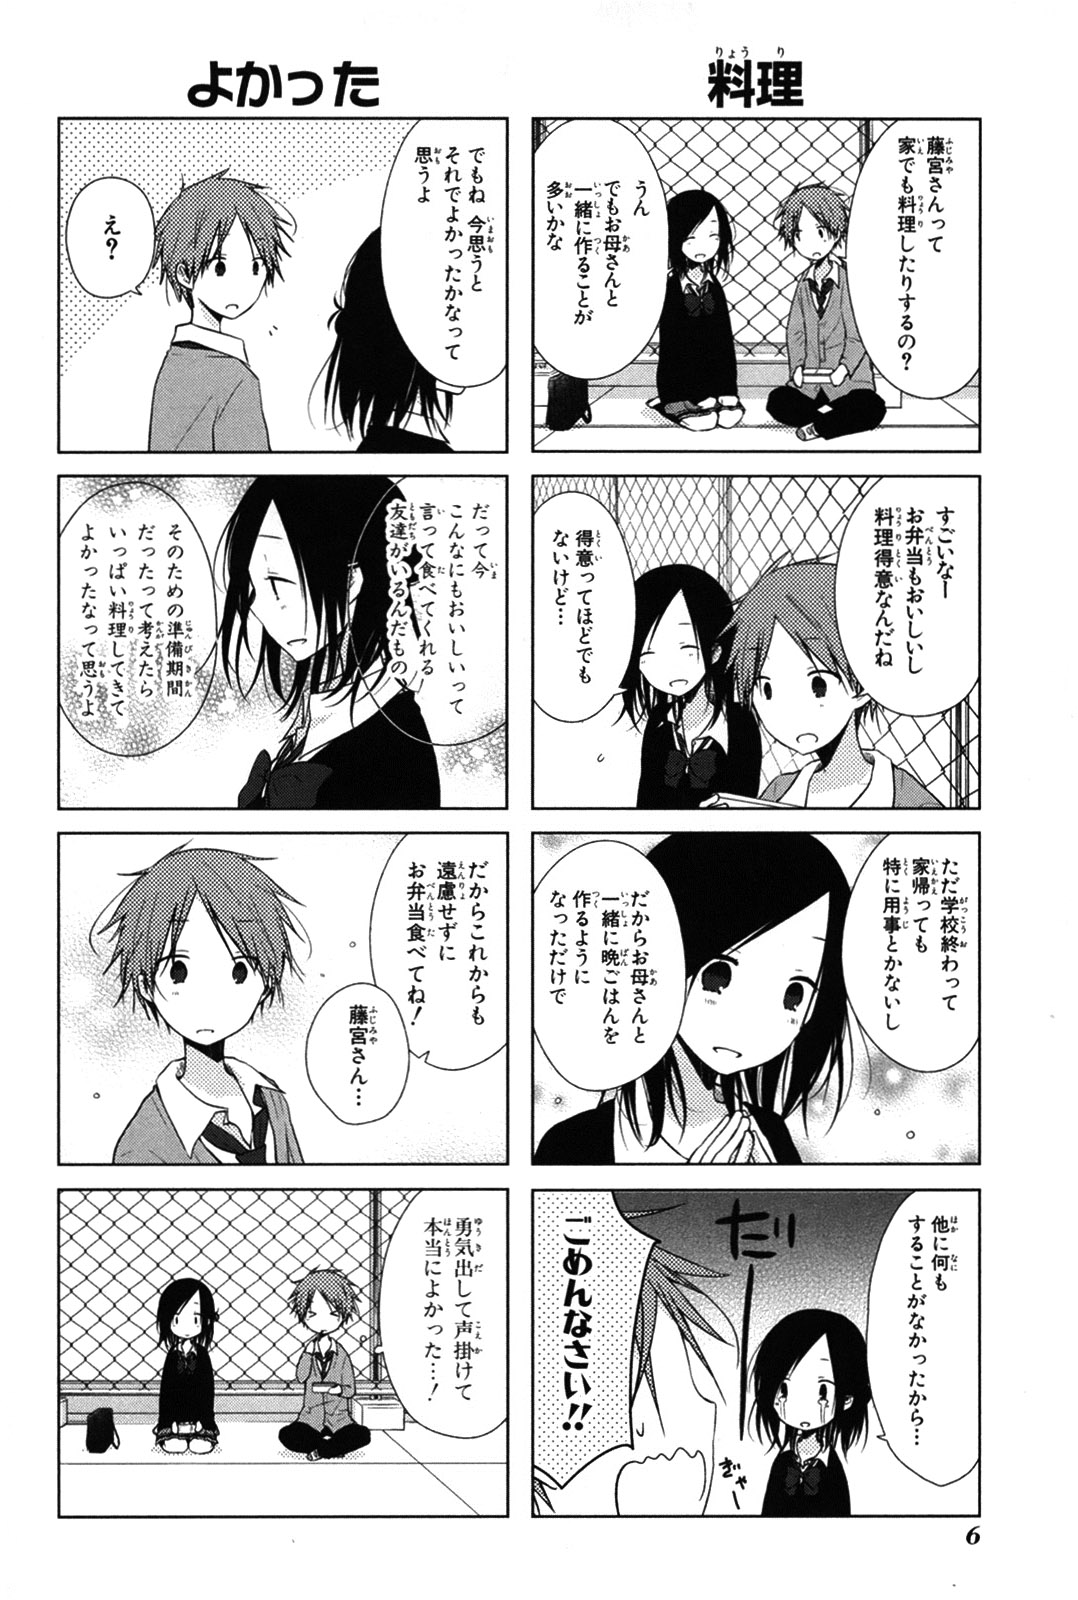 料理
藤宮さんって
家でも料理したりするの？
うん
でもお母さんと
一緒に作ることが
多いかな
すごいなー
お弁当もおいしいし
料理得意なんだね
得意ってほどでも
ないけど…
ただ学校終わって
家帰っても
特に用事とかないし
だからお母さんと
一緒に晩ごはんを
作るように
なっただけで
他に何も
することがなかったから…
だー
ごめんなさい!!
ぎゃー
よかった
でもね 今思うと
それでよかったかなって
思うよ
え？
だって今
こんなにもおいしいって
言って食べてくれる
友達がいるんだもの
そのための準備期間
だったって考えたら
いっぱい料理してきて
よかったなって思うよ
だからこれからも
遠慮せずに
お弁当食べてね！
藤宮さん…
勇気出して声掛けて
本当によかった…！
6